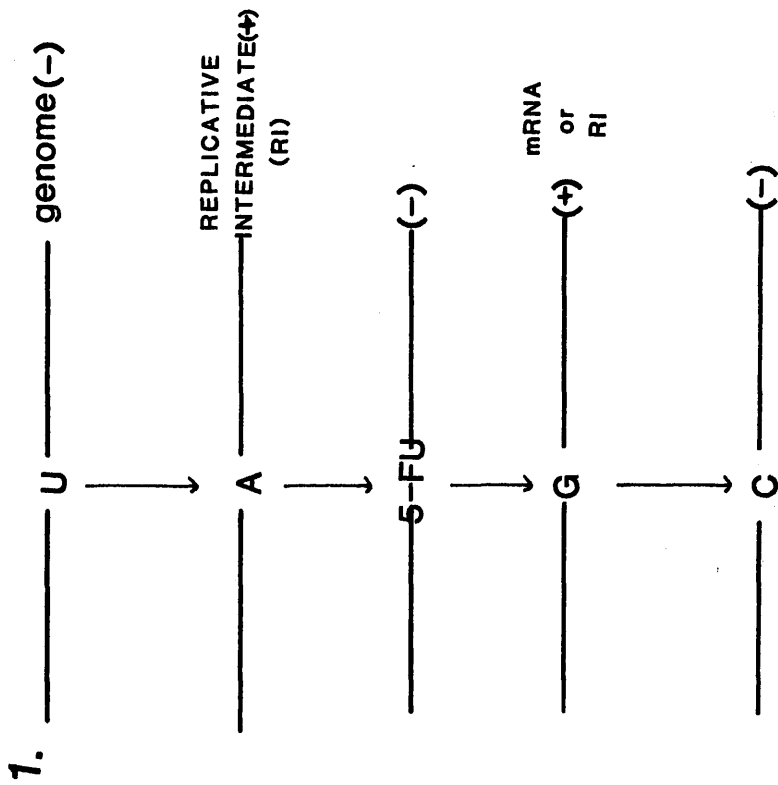 1.
U
genome(-)
A
REPLICATIVE
INTERMEDIATE(+)
(RI)
5-FU
(-)
G
(+)
mRNA
or
RI
C
(-)